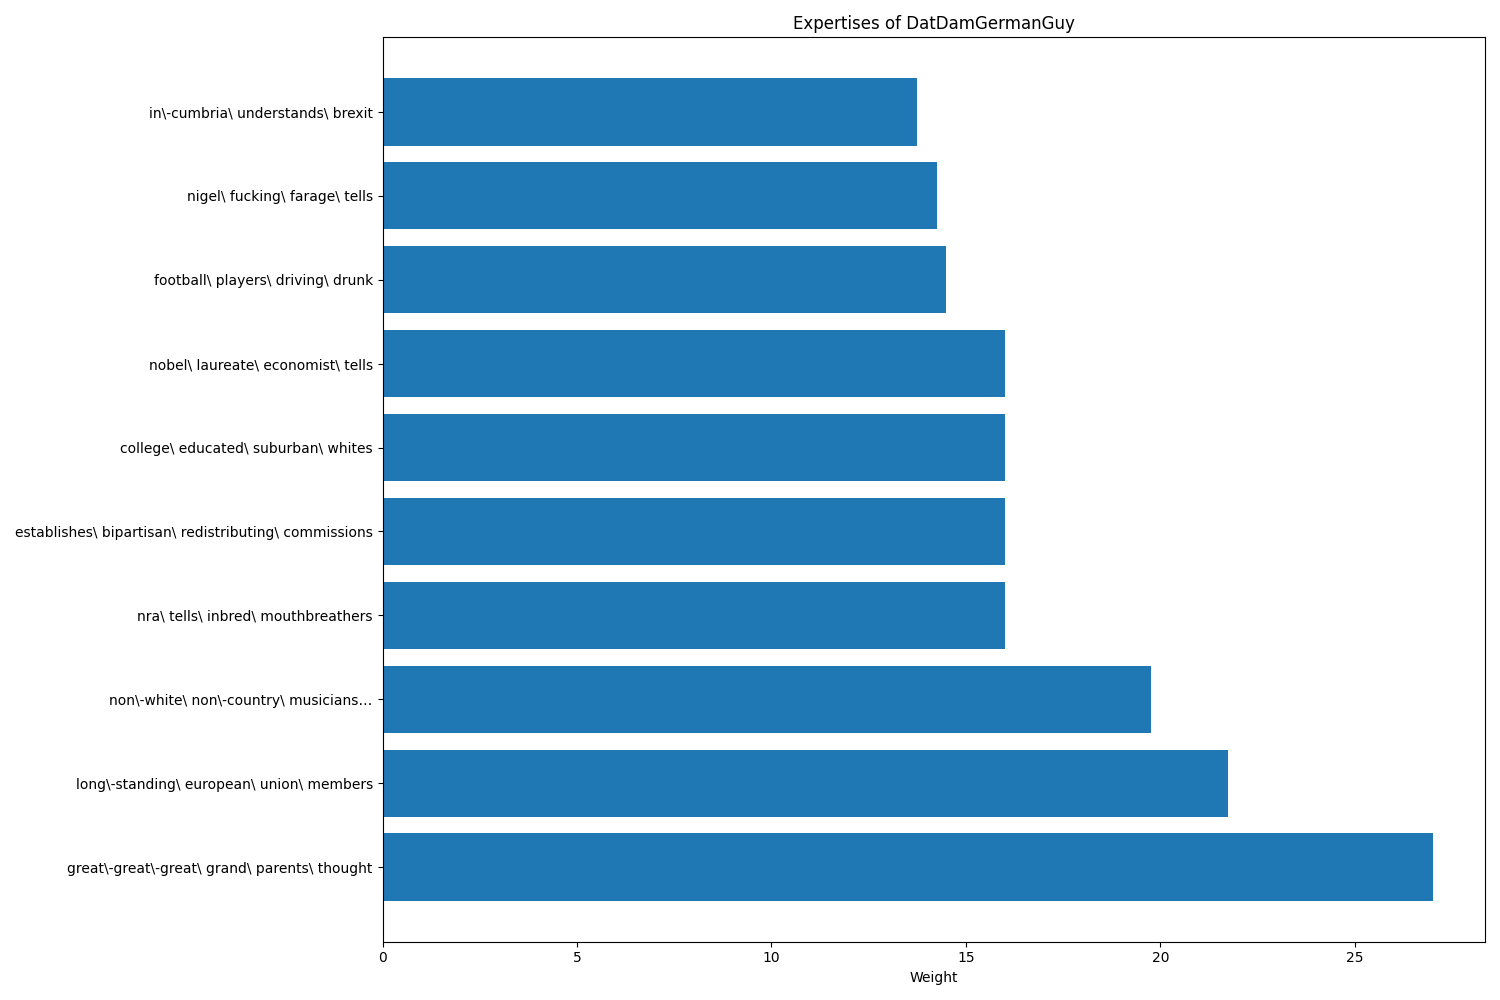 Expertises of DatDamGermanGuy
in\-cumbria\ understands\ brexit
nigel\ fucking\ farage\ tells
football\ players\ driving\ drunk
nobel\ laureate\ economist\ tells
college\ educated\ suburban\ whites
establishes\ bipartisan\ redistributing\ commissions
nra\ tells\ inbred\ mouthbreathers
non\-white\ non\-country\ musicians…
long\-standing\ european\ union\ members
great\-great\-great\ grand\ parents\ thought
0 5 10 15 20 25
Weight